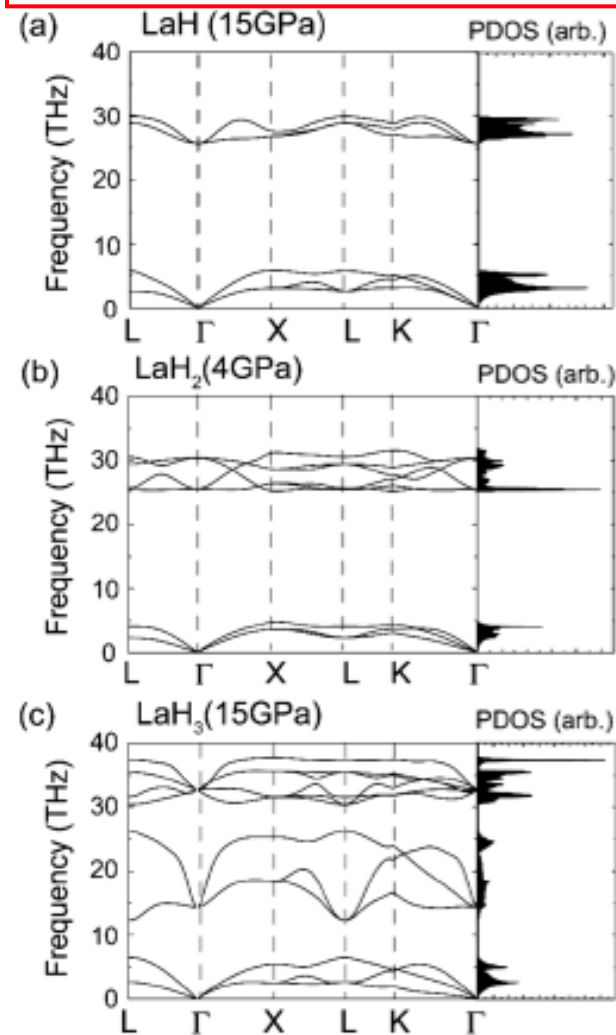 (a) LaH (15GPa) PDOS (arb.)
40
30
20
10
0
Frequency (THz)
L Γ X L K Γ
(b) LaH₂(4GPa) PDOS (arb.)
40
30
20
10
0
Frequency (THz)
L Γ X L K Γ
(c) LaH₃(15GPa) PDOS (arb.)
40
30
20
10
0
Frequency (THz)
L Γ X L K Γ